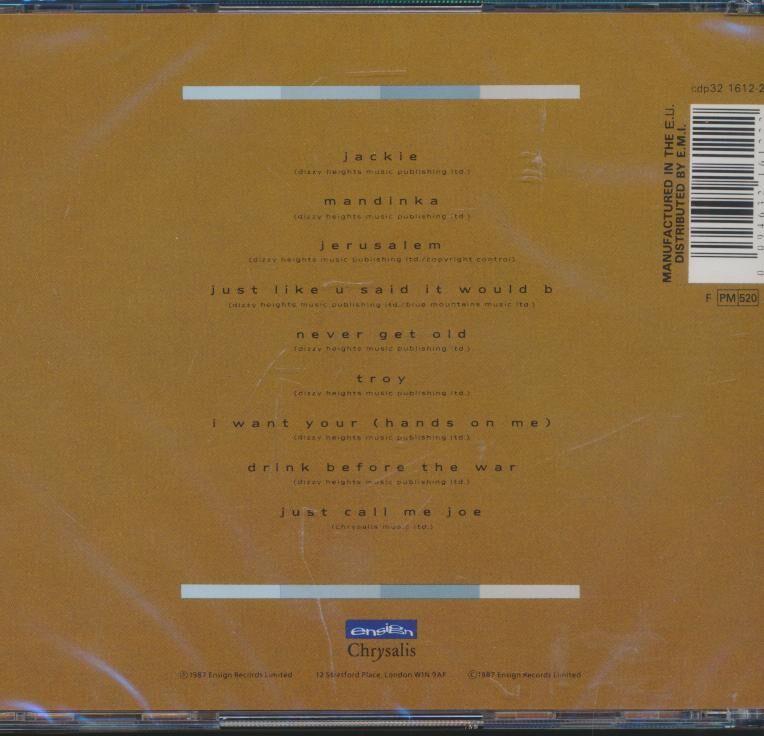 cdp32 1612-2
MANUFACTURED IN THE E.U.
DISTRIBUTED BY E.M.I.
F PM 520
jackie
(dizzy heights music publishing ltd.)
mandinka
(dizzy heights music publishing ltd.)
jerusalem
(dizzy heights music publishing ltd./copyright control)
just like u said it would b
(dizzy heights music publishing ltd./blue mountains music ltd.)
never get old
(dizzy heights music publishing ltd.)
troy
(dizzy heights music publishing ltd.)
i want your (hands on me)
(dizzy heights music publishing ltd.)
drink before the war
(dizzy heights music publishing ltd.)
just call me joe
(chrysalis music ltd.)
ensign
Chrysalis
Ⓟ1987 Ensign Records Limited 12 Stratford Place, London W1N 9AF ©1987 Ensign Records Limited